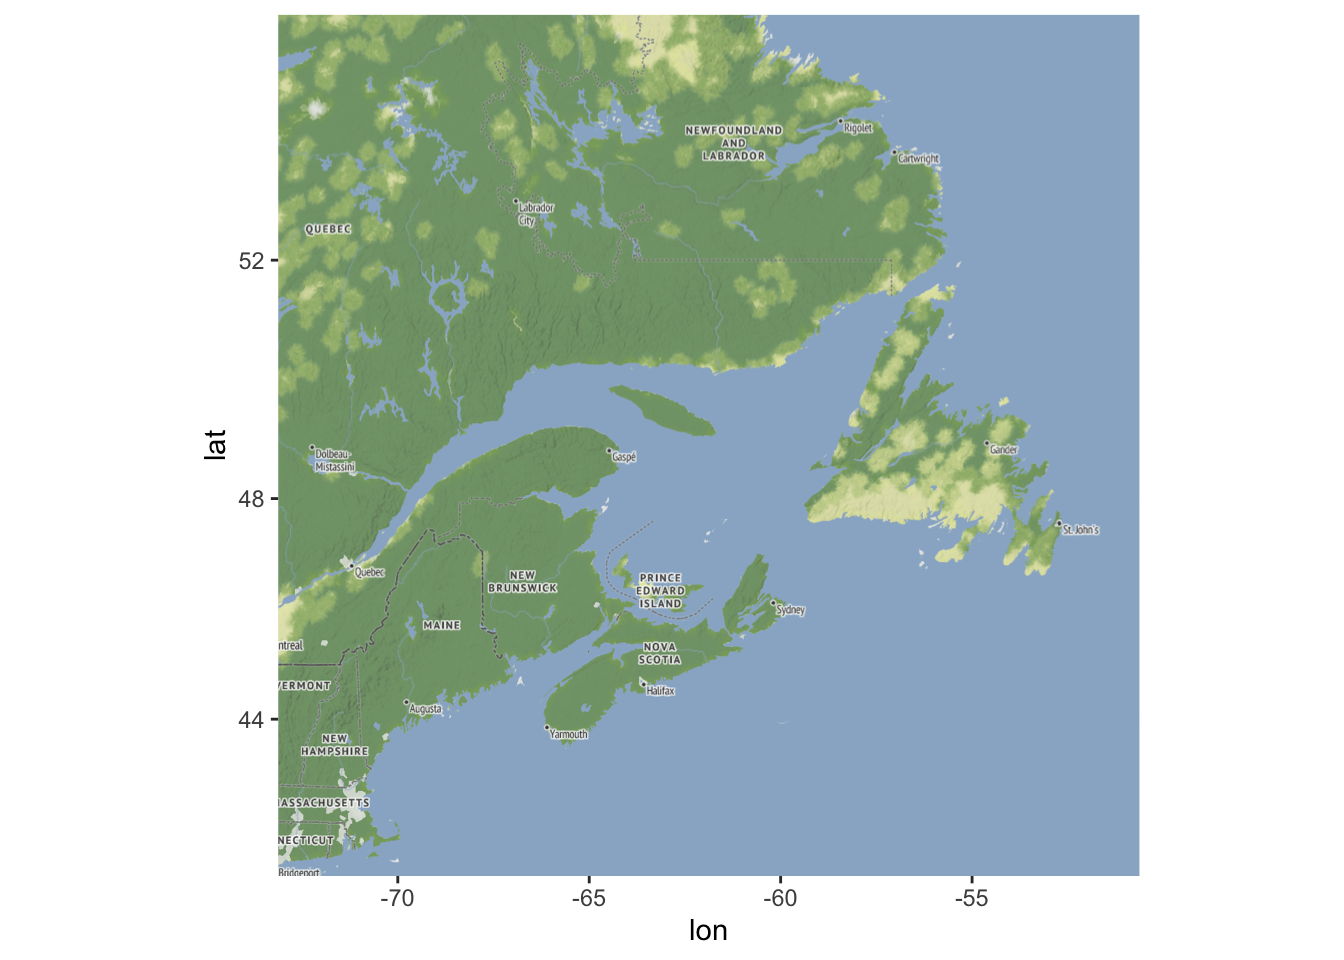 NEWFOUNDLAND
AND
LABRADOR
Rigolet
Cartwright
Labrador
City
QUEBEC
52
lat
Dolbeau-
Mistassini
Gaspé
Gander
48
St. John's
Quebec
NEW
BRUNSWICK
PRINCE
EDWARD
ISLAND
Sydney
MAINE
ntreal
NOVA
SCOTIA
VERMONT
Halifax
Augusta
44
Yarmouth
NEW
HAMPSHIRE
ASSACHUSETTS
NECTICUT
Bridgeport
-70
-65
-60
-55
lon